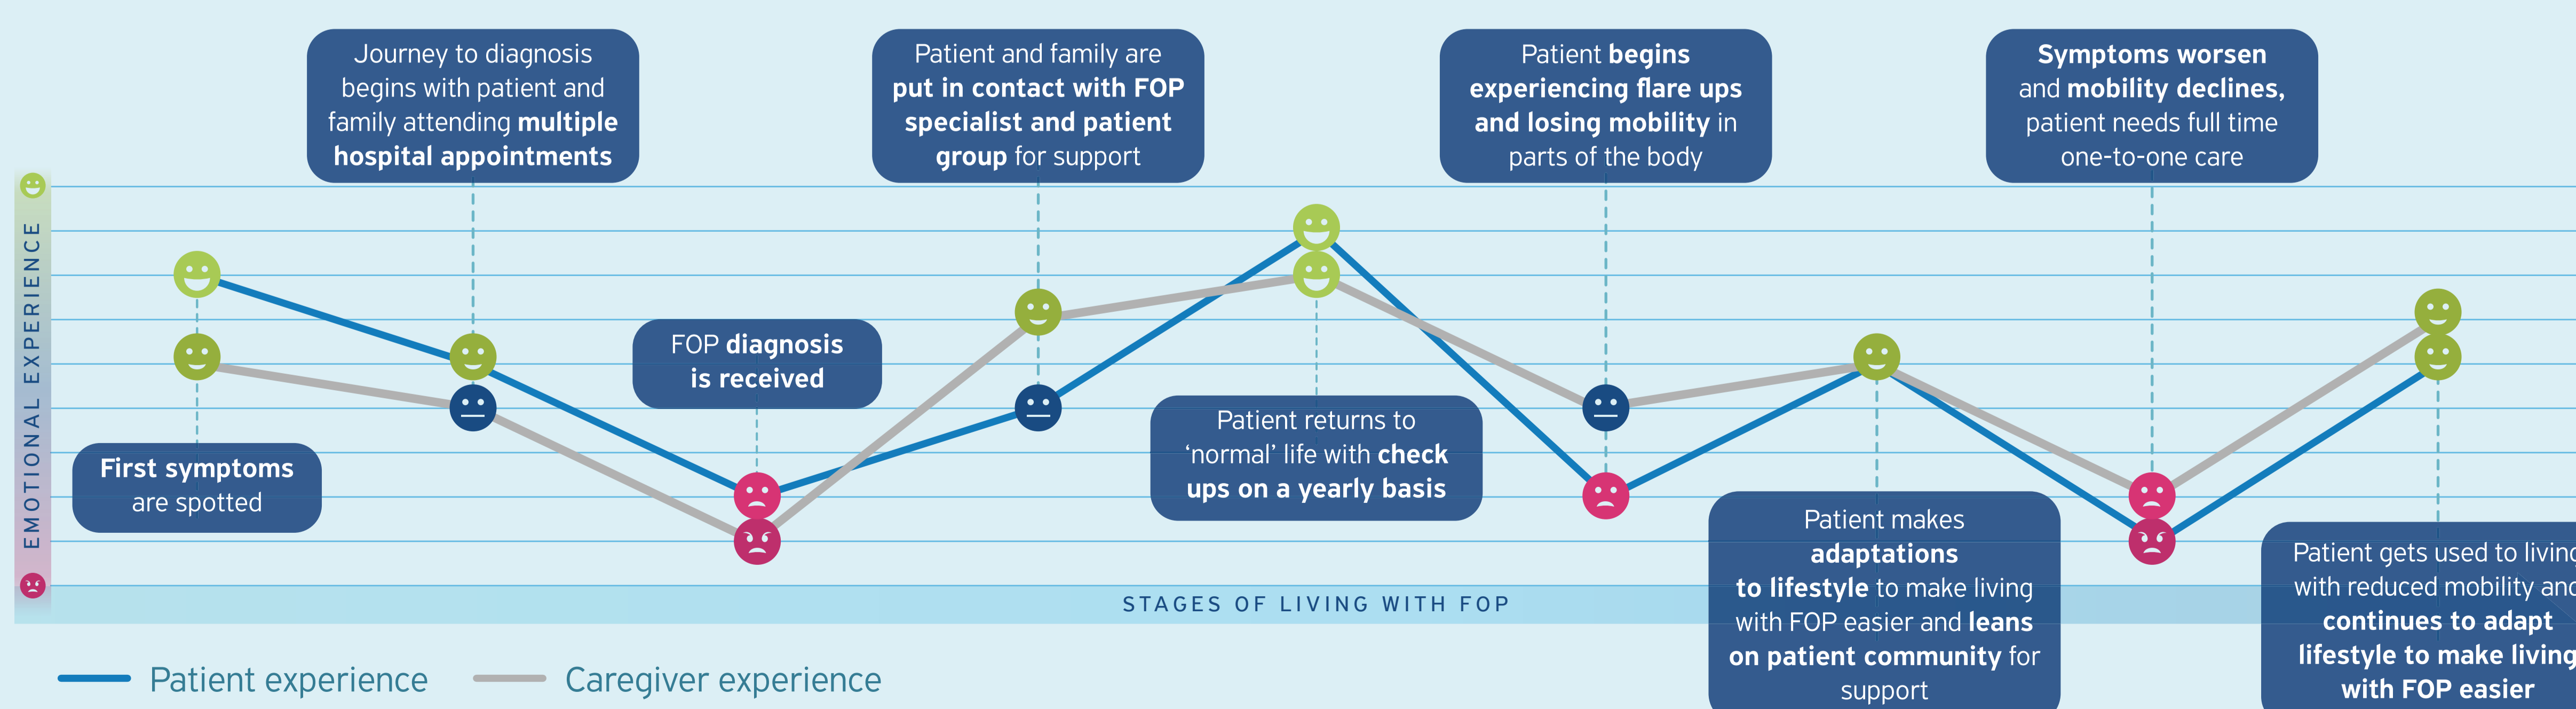 Journey to diagnosis
begins with patient and
family attending multiple
hospital appointments
Patient and family are
put in contact with FOP
specialist and patient
group for support
Patient begins
experiencing flare ups
and losing mobility in
parts of the body
Symptoms worsen
and mobility declines,
patient needs full time
one-to-one care
EMOTIONAL EXPERIENCE
First symptoms
are spotted
FOP diagnosis
is received
Patient returns to
‘normal’ life with check
ups on a yearly basis
Patient makes
adaptations
to lifestyle to make living
with FOP easier and leans
on patient community for
support
Patient gets used to living
with reduced mobility and
continues to adapt
lifestyle to make living
with FOP easier
STAGES OF LIVING WITH FOP
Patient experience
Caregiver experience